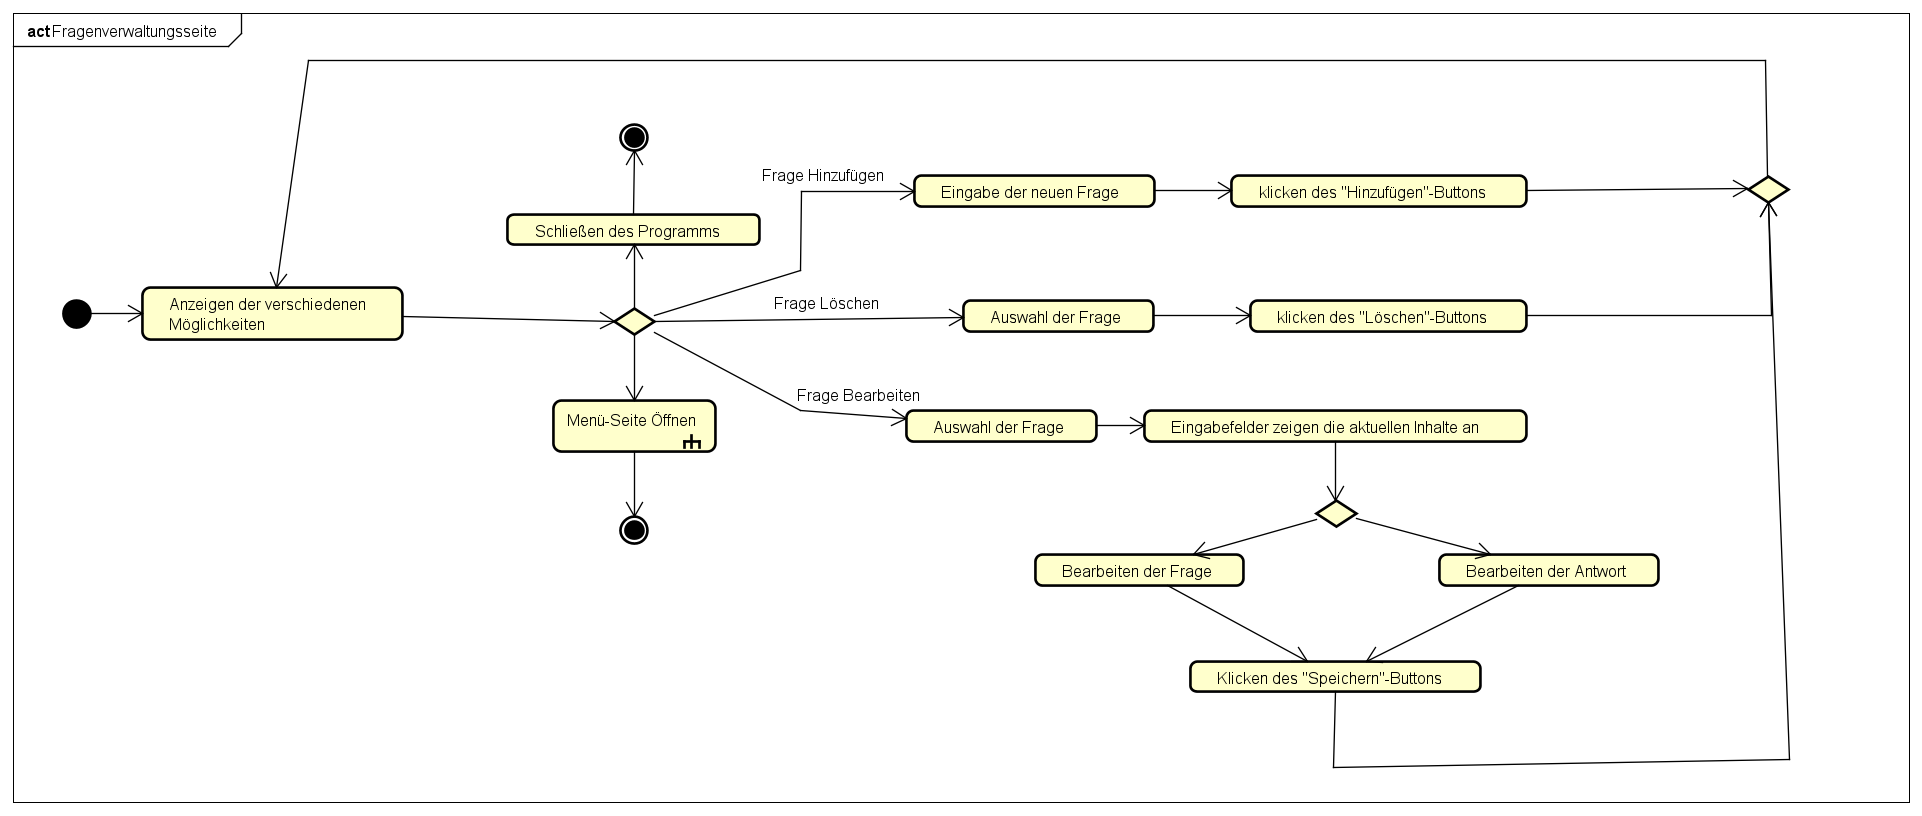 act Fragenverwaltungsseite
Frage Hinzufügen
Eingabe der neuen Frage
klicken des "Hinzufügen"-Buttons
Schließen des Programms
Anzeigen der verschiedenen
Möglichkeiten
Frage Löschen
Auswahl der Frage
klicken des "Löschen"-Buttons
Frage Bearbeiten
Menü-Seite Öffnen
Auswahl der Frage
Eingabefelder zeigen die aktuellen Inhalte an
Bearbeiten der Frage
Bearbeiten der Antwort
Klicken des "Speichern"-Buttons